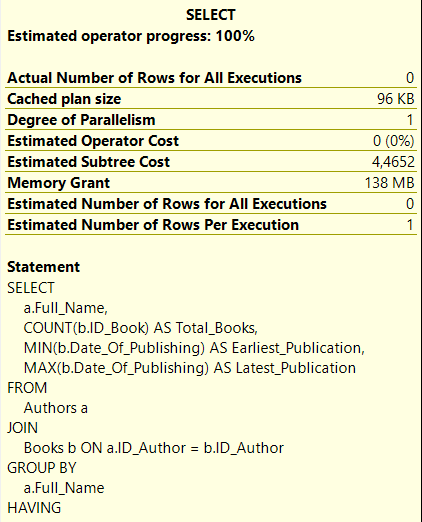 SELECT
Estimated operator progress: 100%
Actual Number of Rows for All Executions 0
Cached plan size 96 KB
Degree of Parallelism 1
Estimated Operator Cost 0 (0%)
Estimated Subtree Cost 4,4652
Memory Grant 138 MB
Estimated Number of Rows for All Executions 0
Estimated Number of Rows Per Execution 1
Statement
SELECT
a.Full_Name,
COUNT(b.ID_Book) AS Total_Books,
MIN(b.Date_Of_Publishing) AS Earliest_Publication,
MAX(b.Date_Of_Publishing) AS Latest_Publication
FROM
Authors a
JOIN
Books b ON a.ID_Author = b.ID_Author
GROUP BY
a.Full_Name
HAVING